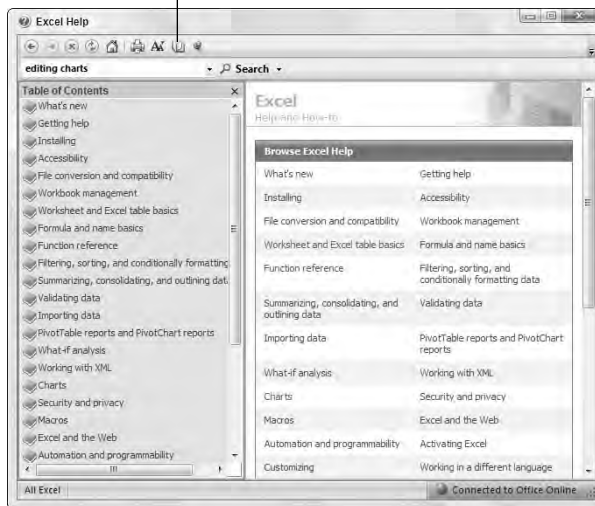 Excel Help
editing charts
Search
Table of Contents
What's new
Getting help
Installing
Accessibility
File conversion and compatibility
Workbook management
Worksheet and Excel table basics
Formula and name basics
Function reference
Filtering, sorting, and conditionally formatting
Summarizing, consolidating, and outlining dat
Validating data
Importing data
PivotTable reports and PivotChart reports
What-if analysis
Working with XML
Charts
Security and privacy
Macros
Excel and the Web
Automation and programmability
Excel
Help and How-to
Browse Excel Help
What's new
Getting help
Installing
Accessibility
File conversion and compatibility
Workbook management
Worksheet and Excel table basics
Formula and name basics
Function reference
Filtering, sorting, and
conditionally formatting data
Summarizing, consolidating, and
outlining data
Validating data
Importing data
PivotTable reports and PivotChart
reports
What-if analysis
Working with XML
Charts
Security and privacy
Macros
Excel and the Web
Automation and programmability
Activating Excel
Customizing
Working in a different language
All Excel
Connected to Office Online